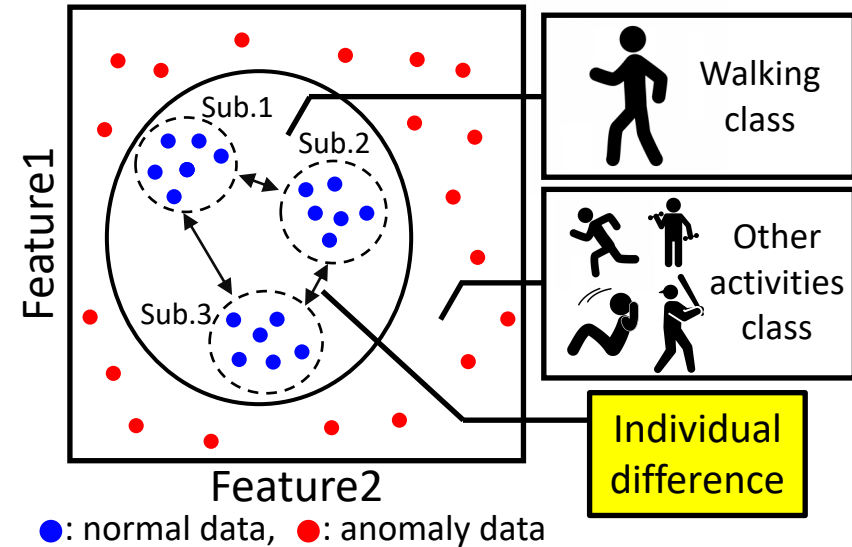 Feature1
Sub.1
Sub.2
Sub.3
Feature2
Walking
class
Other
activities
class
Individual
difference
: normal data, : anomaly data